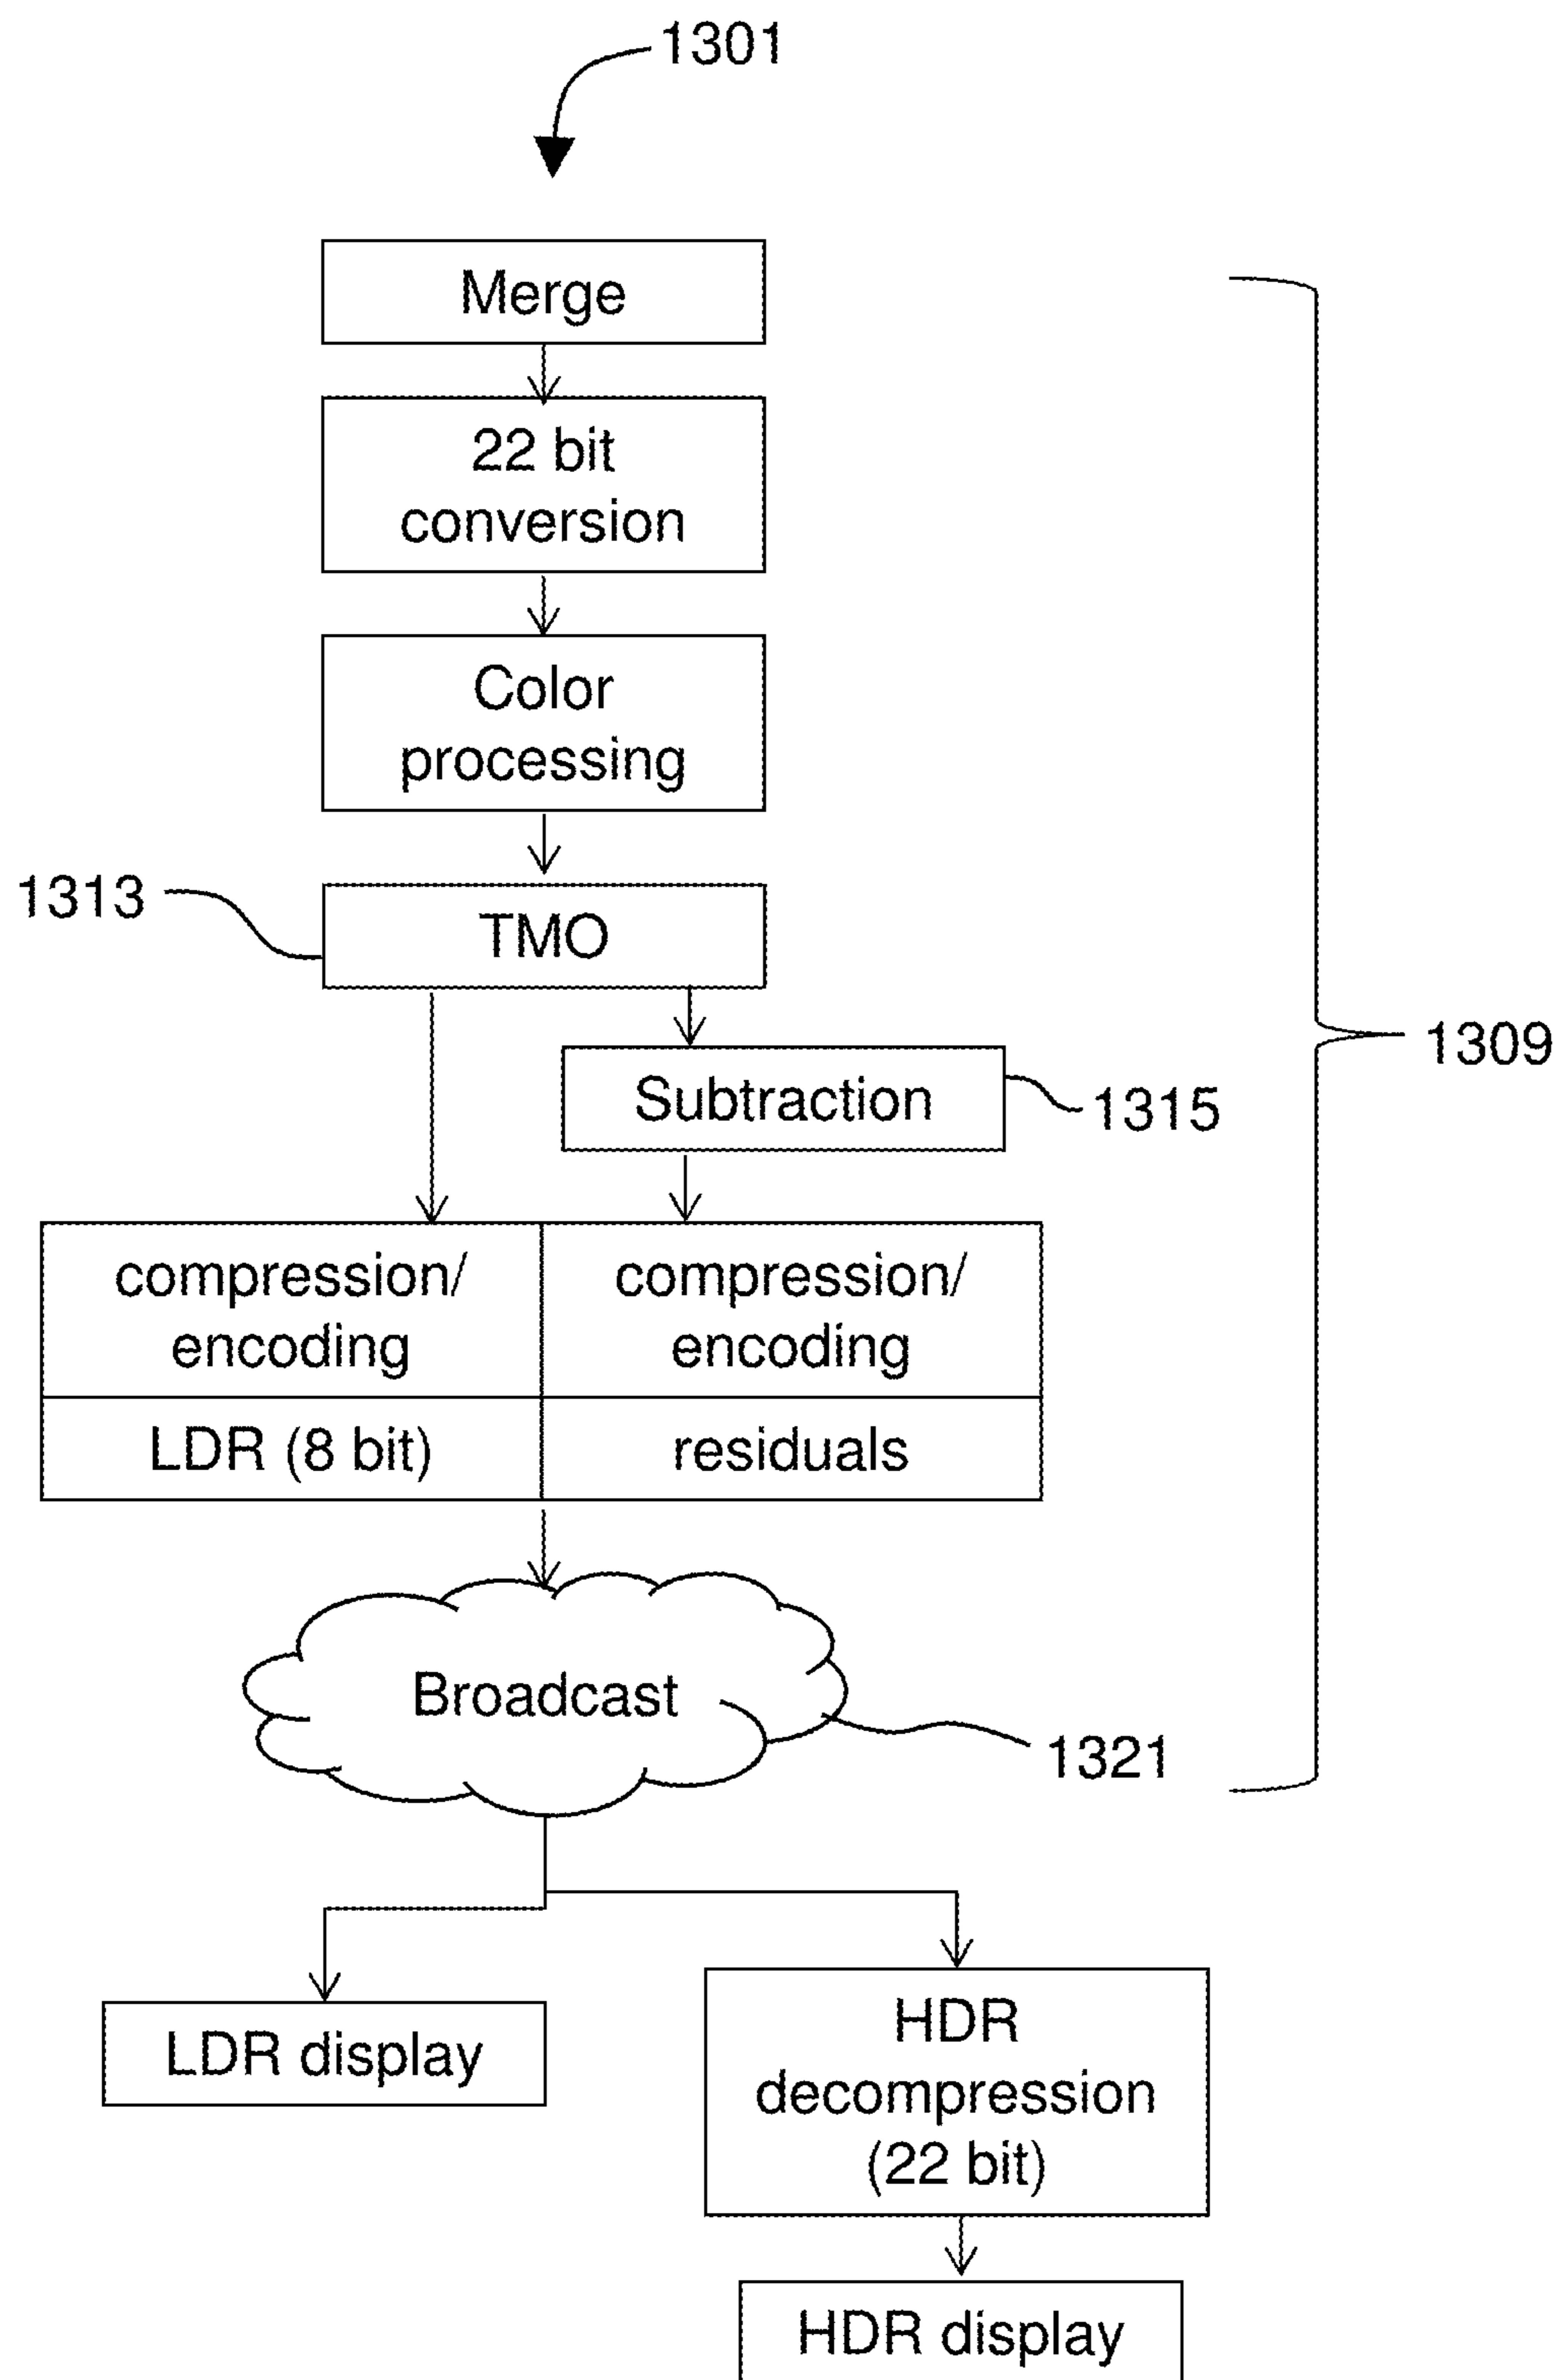 1301
Merge
22 bit
conversion
Color
processing
1313
TMO
1309
Subtraction
1315
compression/
encoding
compression/
encoding
LDR (8 bit)
residuals
Broadcast
1321
LDR display
HDR
decompression
(22 bit)
HDR display